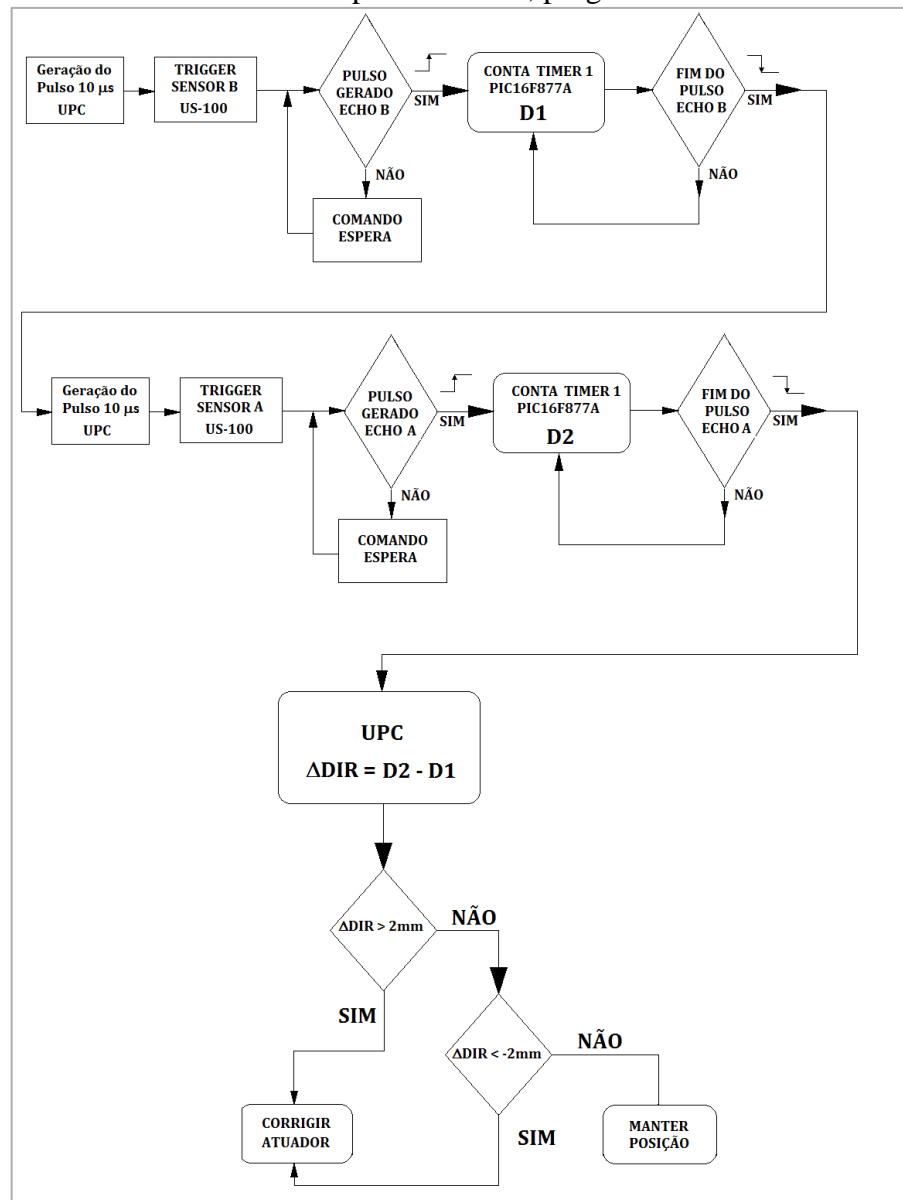 Geração do
Pulso 10 µs
UPC
TRIGGER
SENSOR B
US-100
PULSO
GERADO
ECHO B
SIM
NÃO
COMANDO
ESPERA
CONTA TIMER 1
PIC16F877A
D1
FIM DO
PULSO
ECHO B
SIM
NÃO
Geração do
Pulso 10 µs
UPC
TRIGGER
SENSOR A
US-100
PULSO
GERADO
ECHO A
SIM
NÃO
COMANDO
ESPERA
CONTA TIMER 1
PIC16F877A
D2
FIM DO
PULSO
ECHO A
SIM
NÃO
UPC
ΔDIR = D2 - D1
ΔDIR > 2mm
NÃO
SIM
ΔDIR < -2mm
NÃO
SIM
CORRIGIR
ATUADOR
MANTER
POSIÇÃO